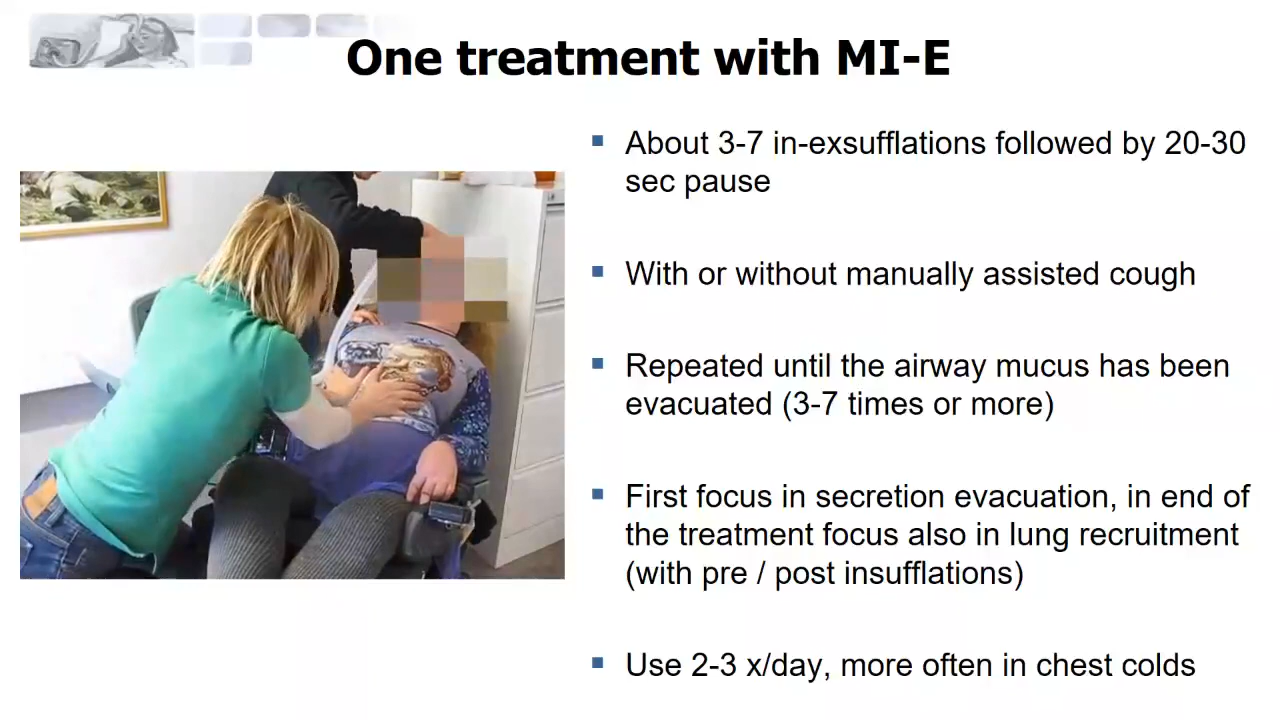 One treatment with MI-E
▪ About 3-7 in-exsufflations followed by 20-30
sec pause
▪ With or without manually assisted cough
▪ Repeated until the airway mucus has been
evacuated (3-7 times or more)
▪ First focus in secretion evacuation, in end of
the treatment focus also in lung recruitment
(with pre / post insufflations)
▪ Use 2-3 x/day, more often in chest colds